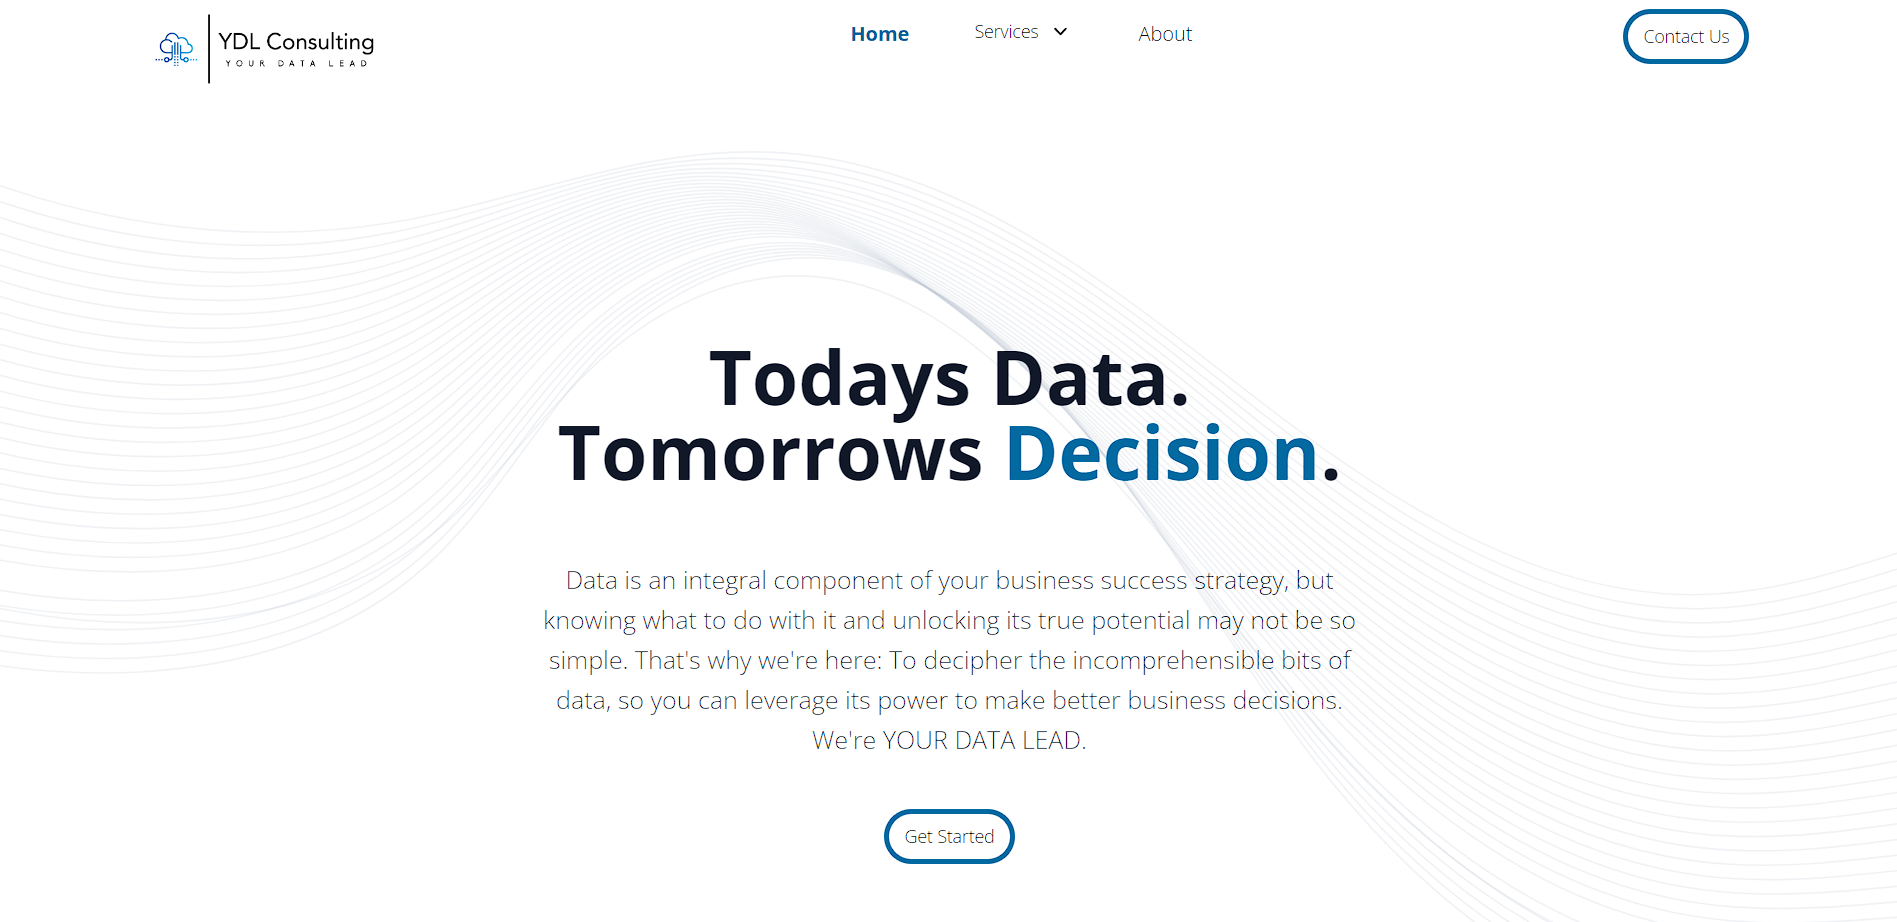 YDL Consulting
YOUR DATA LEAD
Home
Services
About
Contact Us
Todays Data.
Tomorrows Decision.
Data is an integral component of your business success strategy, but
knowing what to do with it and unlocking its true potential may not be so
simple. That's why we're here: To decipher the incomprehensible bits of
data, so you can leverage its power to make better business decisions.
We're YOUR DATA LEAD.
Get Started